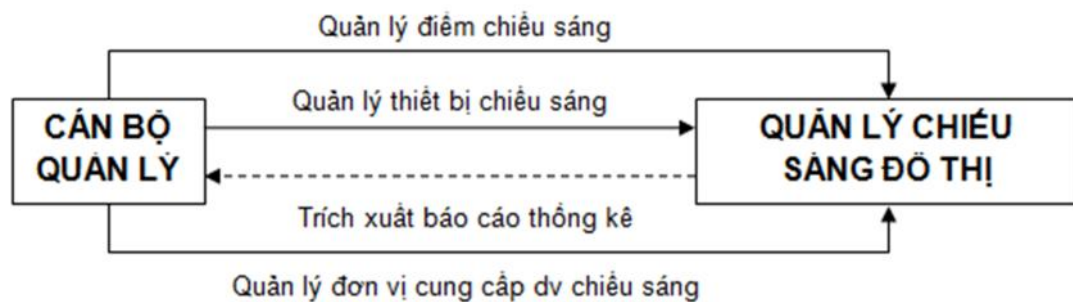 Quản lý điểm chiếu sáng
Quản lý thiết bị chiếu sáng
CÁN BỘ
QUẢN LÝ
QUẢN LÝ CHIẾU
SÁNG ĐÔ THỊ
Trích xuất báo cáo thống kê
Quản lý đơn vị cung cấp dv chiếu sáng